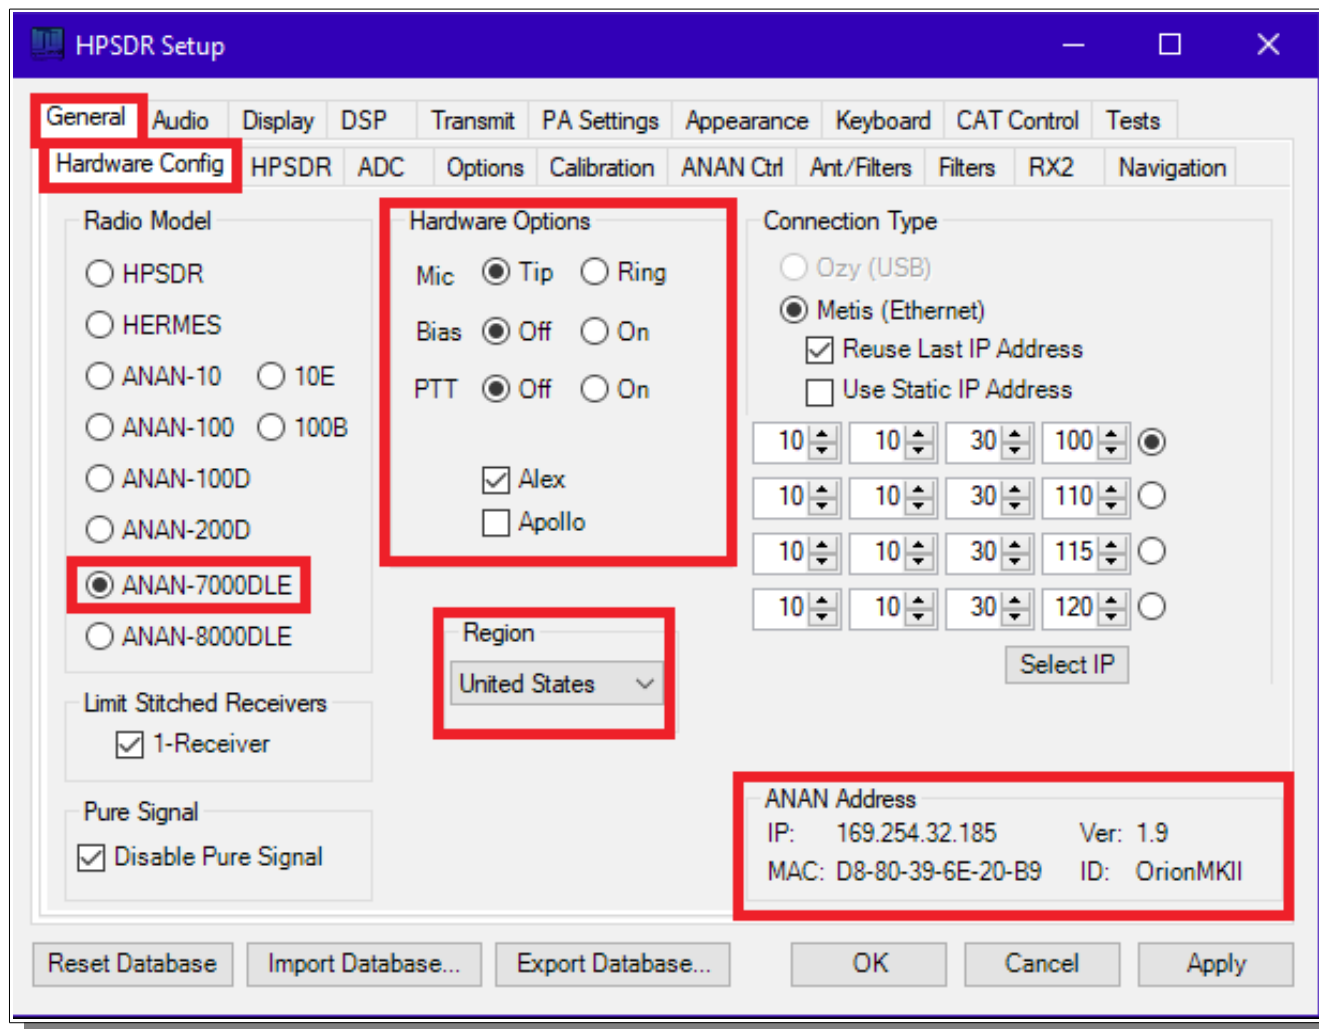 HPSDR Setup
General Audio Display DSP Transmit PA Settings Appearance Keyboard CAT Control Tests
Hardware Config HPSDR ADC Options Calibration ANAN Ctrl Ant/Filters Filters RX2 Navigation
Radio Model
HPSDR
HERMES
ANAN-10 10E
ANAN-100 100B
ANAN-100D
ANAN-200D
ANAN-7000DLE
ANAN-8000DLE
Limit Stitched Receivers
1-Receiver
Pure Signal
Disable Pure Signal
Hardware Options
Mic Tip Ring
Bias Off On
PTT Off On
Alex
Apollo
Region
United States
Connection Type
Ozy (USB)
Metis (Ethernet)
Reuse Last IP Address
Use Static IP Address
10 10 30 100
10 10 30 110
10 10 30 115
10 10 30 120
Select IP
ANAN Address
IP: 169.254.32.185 Ver: 1.9
MAC: D8-80-39-6E-20-B9 ID: OrionMKII
Reset Database Import Database... Export Database... OK Cancel Apply